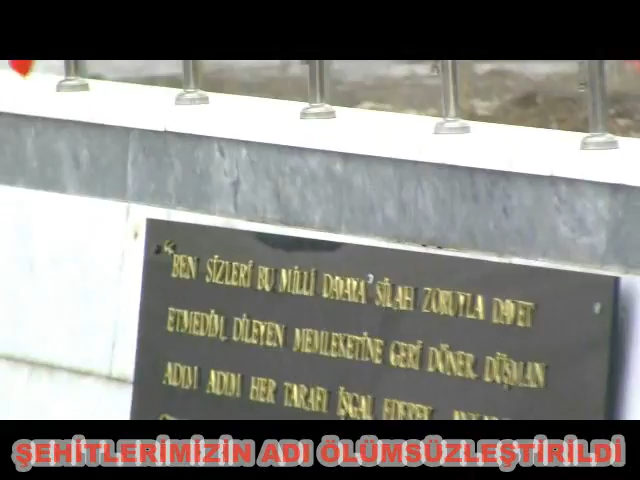 “BEN SİZLERİ BU MİLLİ DAVAYA SİLAH ZORUYLA DAVET
ETMEDİM, DİLEYEN MEMLEKETİNE GERİ DÖNER. DÜŞMAN
ADIM ADIM HER TARAFI İŞGAL EDEREK
ŞEHİTLERİMİZİN ADI ÖLÜMSÜZLEŞTİRİLDİ